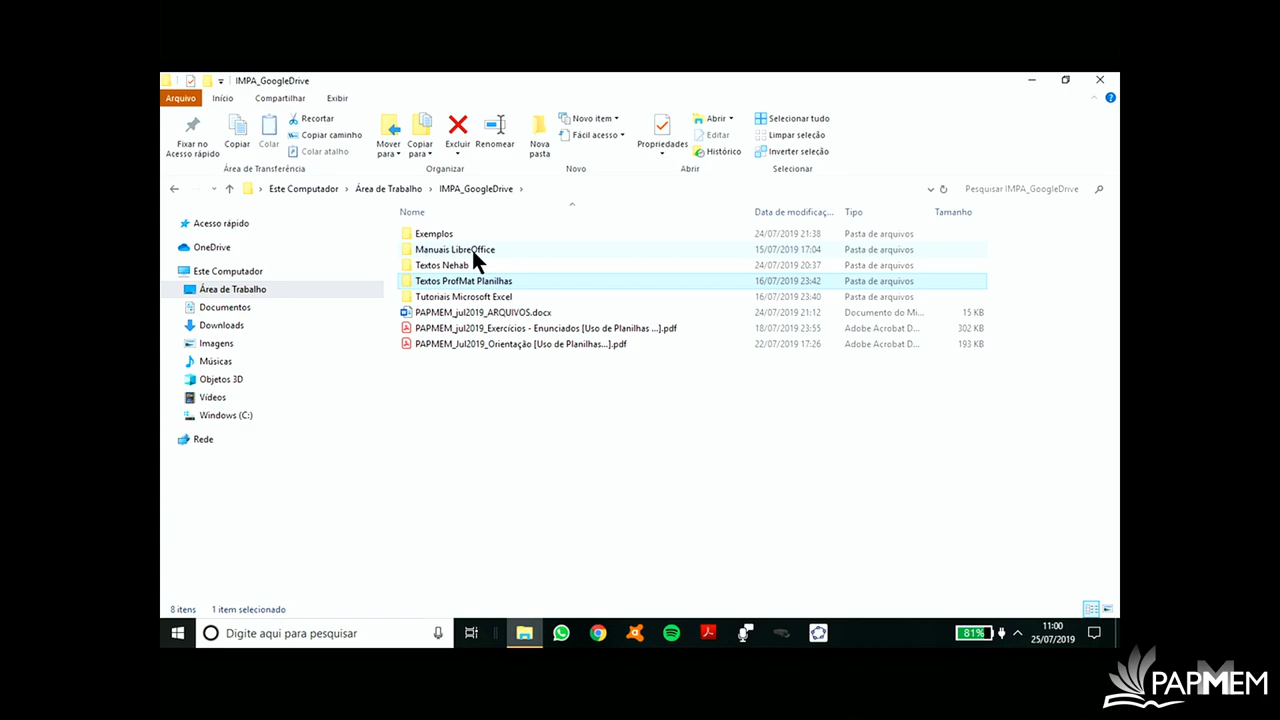 IMPA_GoogleDrive
Arquivo Início Compartilhar Exibir
Fixar no Acesso rápido
Copiar
Colar
Recortar
Copiar caminho
Colar atalho
Área de Transferência
Mover para
Copiar para
Excluir
Renomear
Organizar
Nova pasta
Novo item
Fácil acesso
Novo
Propriedades
Abrir
Editar
Histórico
Abrir
Selecionar tudo
Limpar seleção
Inverter seleção
Selecionar
Este Computador > Área de Trabalho > IMPA_GoogleDrive >
Pesquisar IMPA_GoogleDrive
Nome Data de modificaç... Tipo Tamanho
Acesso rápido
OneDrive
Este Computador
Área de Trabalho
Documentos
Downloads
Imagens
Músicas
Objetos 3D
Vídeos
Windows (C:)
Rede
Exemplos 24/07/2019 21:38 Pasta de arquivos
Manuais LibreOffice 15/07/2019 17:04 Pasta de arquivos
Textos Nehab 24/07/2019 20:37 Pasta de arquivos
Textos ProfMat Planilhas 16/07/2019 23:42 Pasta de arquivos
Tutoriais Microsoft Excel 16/07/2019 23:40 Pasta de arquivos
PAPMEM_jul2019_ARQUIVOS.docx 24/07/2019 21:12 Documento do Mi... 15 KB
PAPMEM_jul2019_Exercícios - Enunciados [Uso de Planilhas ...].pdf 18/07/2019 23:55 Adobe Acrobat D... 302 KB
PAPMEM_Jul2019_Orientação [Uso de Planilhas...].pdf 22/07/2019 17:26 Adobe Acrobat D... 193 KB
8 itens 1 item selecionado
Digite aqui para pesquisar
81%
11:00
25/07/2019
PAPMEM